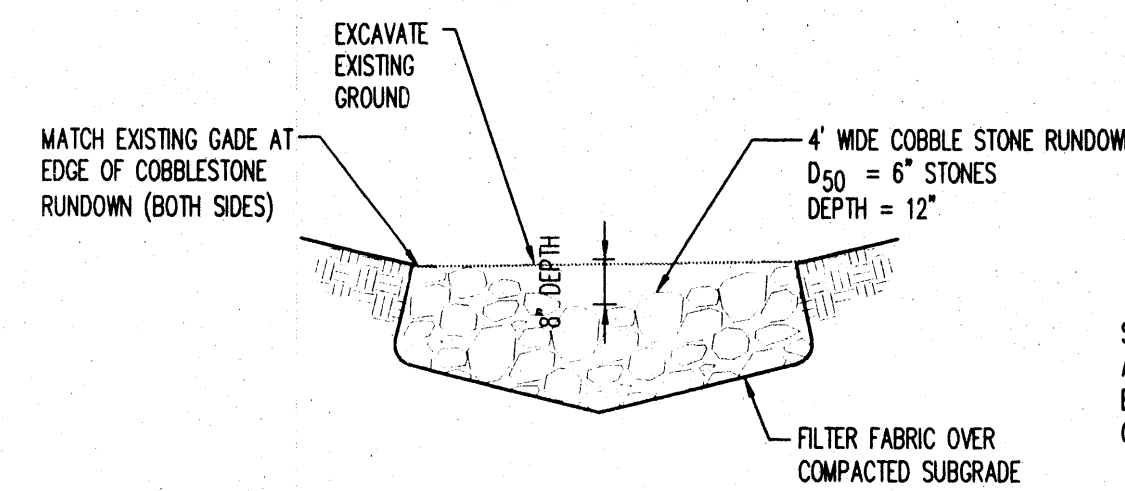 EXCAVATE
EXISTING
GROUND
MATCH EXISTING GADE AT
EDGE OF COBBLESTONE
RUNDOWN (BOTH SIDES)
4' WIDE COBBLE STONE RUNDOW
D50 = 6" STONES
DEPTH = 12"
8" DEPTH
FILTER FABRIC OVER
COMPACTED SUBGRADE